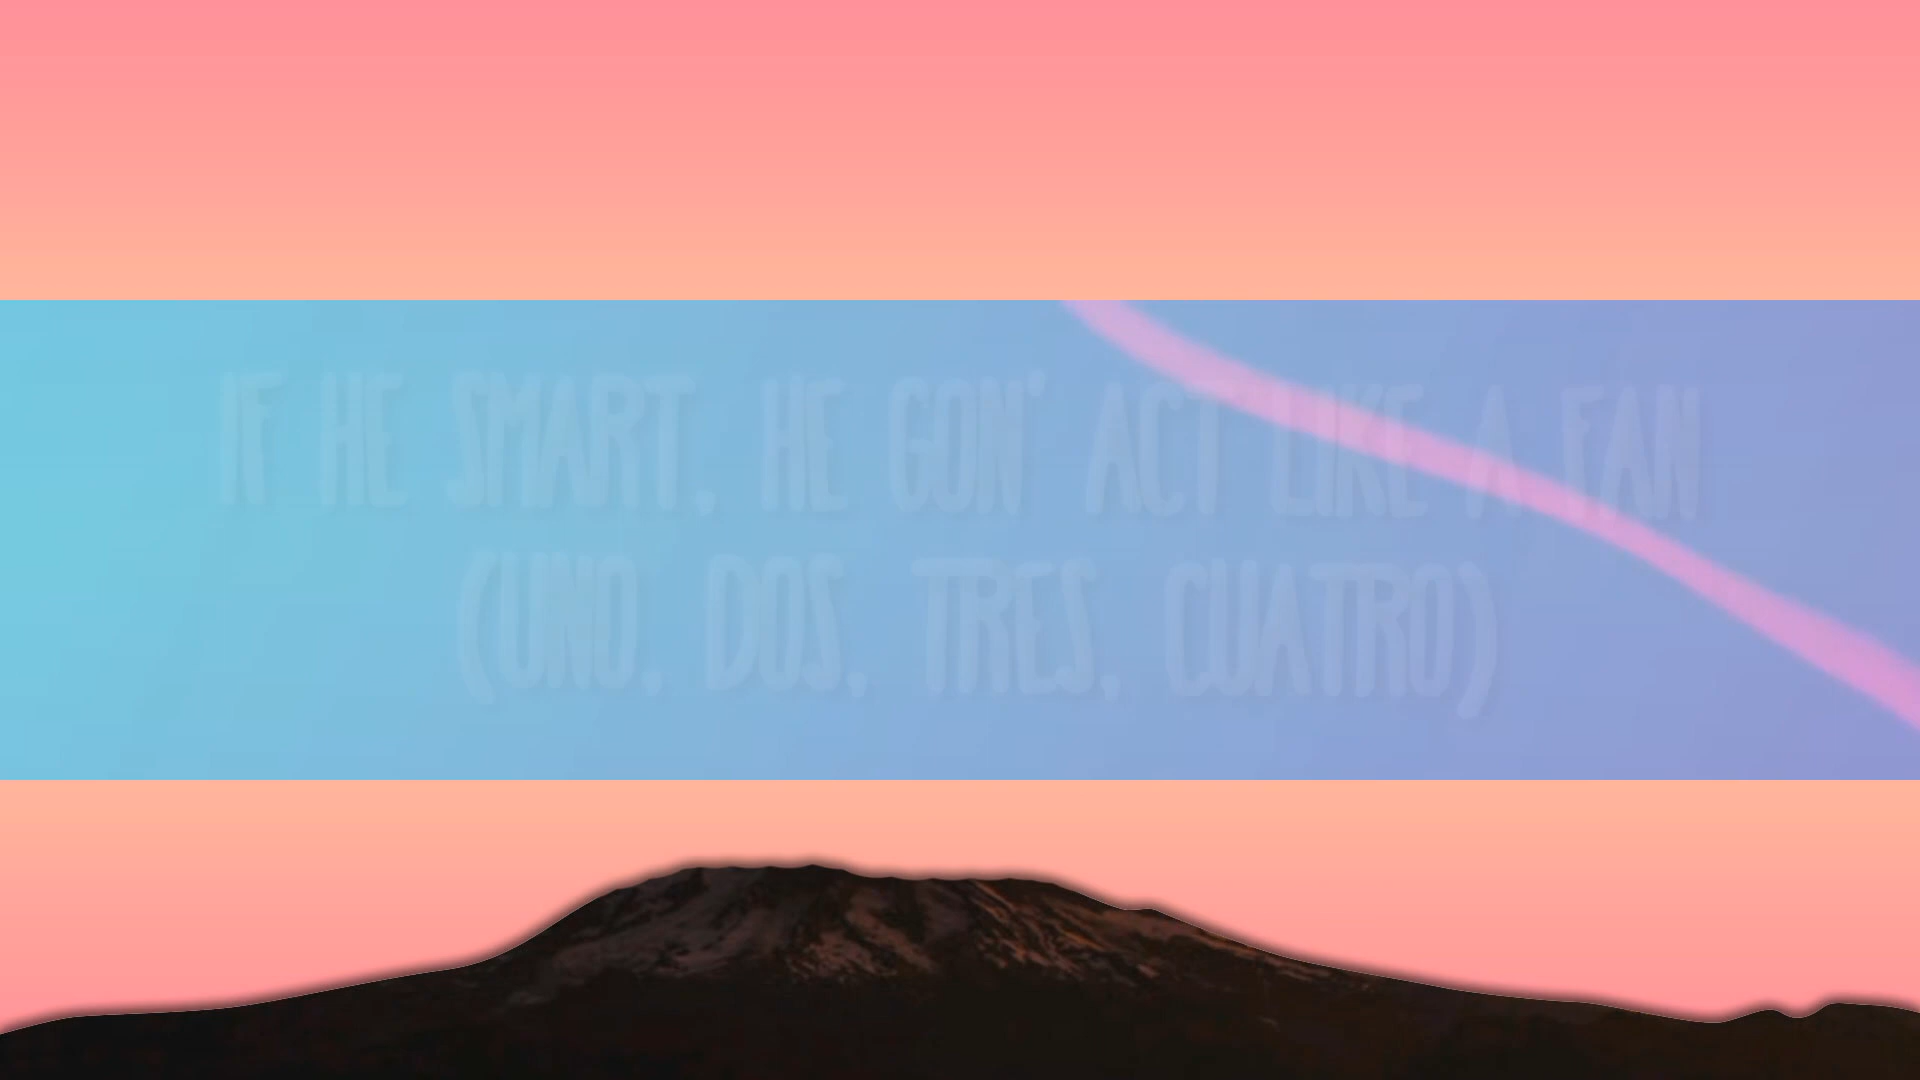 IF HE SMART, HE GON' ACT LIKE A FAN
(UNO, DOS, TRES, CUATRO)